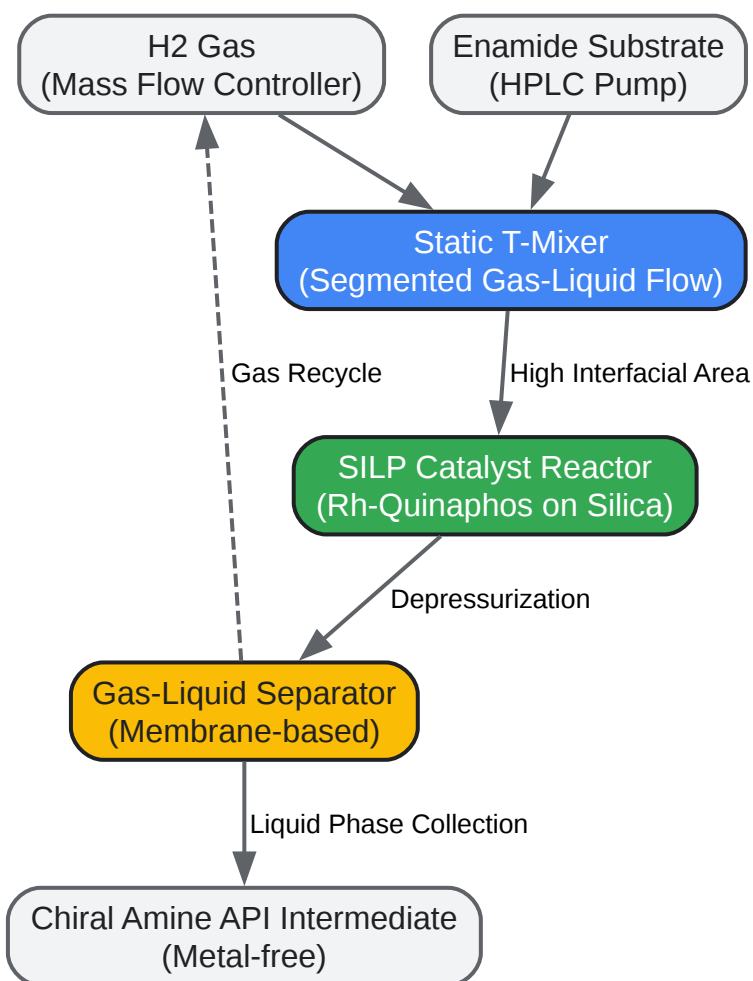 H2 Gas
(Mass Flow Controller)
Enamide Substrate
(HPLC Pump)
Static T-Mixer
(Segmented Gas-Liquid Flow)
Gas Recycle
High Interfacial Area
SILP Catalyst Reactor
(Rh-Quinaphos on Silica)
Depressurization
Gas-Liquid Separator
(Membrane-based)
Liquid Phase Collection
Chiral Amine API Intermediate
(Metal-free)